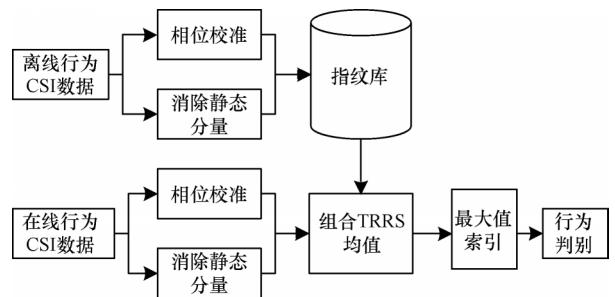 离线行为
CSI数据
相位校准
消除静态
分量
指纹库
在线行为
CSI数据
相位校准
消除静态
分量
组合TRRS
均值
最大值
索引
行为
判别